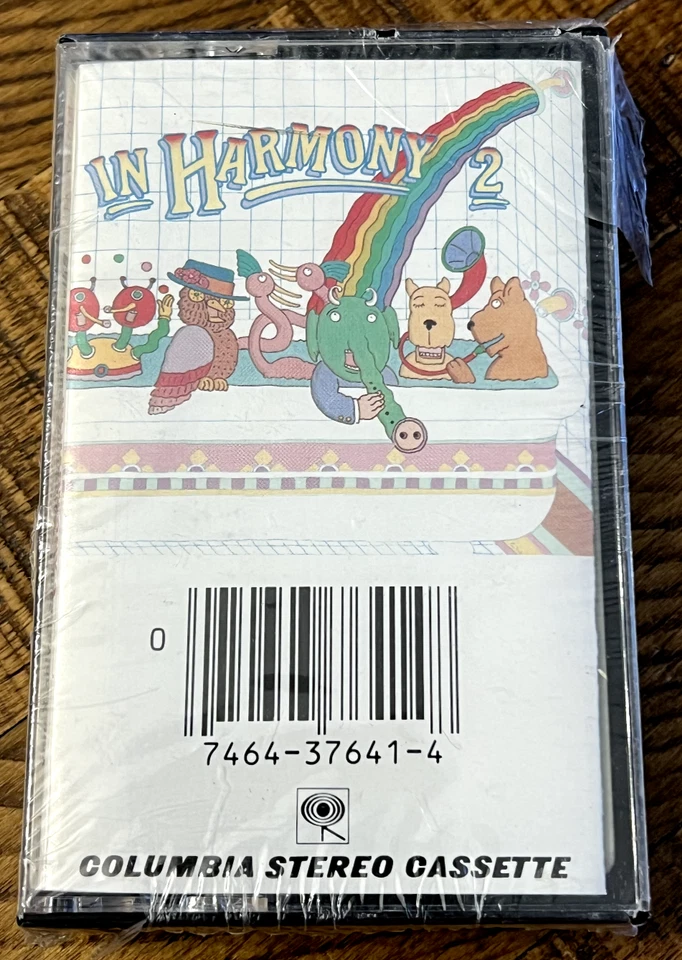 IN HARMONY 2
0
7464-37641-4
COLUMBIA STEREO CASSETTE